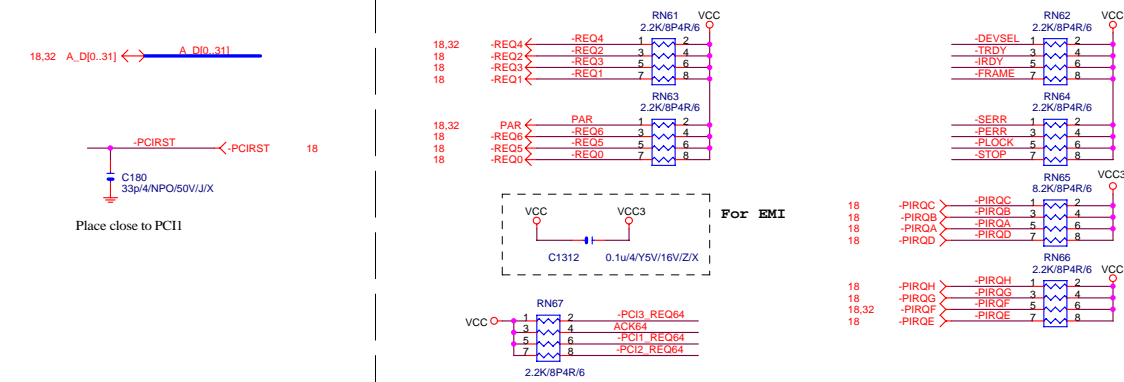 18,32 A_D[0..31] A_D[0..31]
-PCIRST -PCIRST 18
C180
33p/4/NPO/50V/J/X
Place close to PCI1
RN61 VCC
2.2K/8P4R/6
18,32 -REQ4 -REQ4 1 2
18 -REQ2 -REQ2 3 4
18 -REQ3 -REQ3 5 6
18 -REQ1 -REQ1 7 8
RN63
2.2K/8P4R/6
18,32 PAR PAR 1 2
18 -REQ6 -REQ6 3 4
18 -REQ5 -REQ5 5 6
18 -REQ0 -REQ0 7 8
VCC VCC3 For EMI
C1312 0.1u/4/Y5V/16V/Z/X
RN67
VCC 1 2 -PCI3_REQ64
3 4 ACK64
5 6 -PCI1_REQ64
7 8 -PCI2_REQ64
2.2K/8P4R/6
RN62 VCC
2.2K/8P4R/6
-DEVSEL 1 2
-TRDY 3 4
-IRDY 5 6
-FRAME 7 8
RN64
2.2K/8P4R/6
-SERR 1 2
-PERR 3 4
-PLOCK 5 6
-STOP 7 8
RN65 VCC3
8.2K/8P4R/6
18 -PIRQC -PIRQC 1 2
18 -PIRQB -PIRQB 3 4
18 -PIRQA -PIRQA 5 6
18 -PIRQD -PIRQD 7 8
RN66 VCC
2.2K/8P4R/6
18 -PIRQH -PIRQH 1 2
18 -PIRQG -PIRQG 3 4
18,32 -PIRQF -PIRQF 5 6
18 -PIRQE -PIRQE 7 8